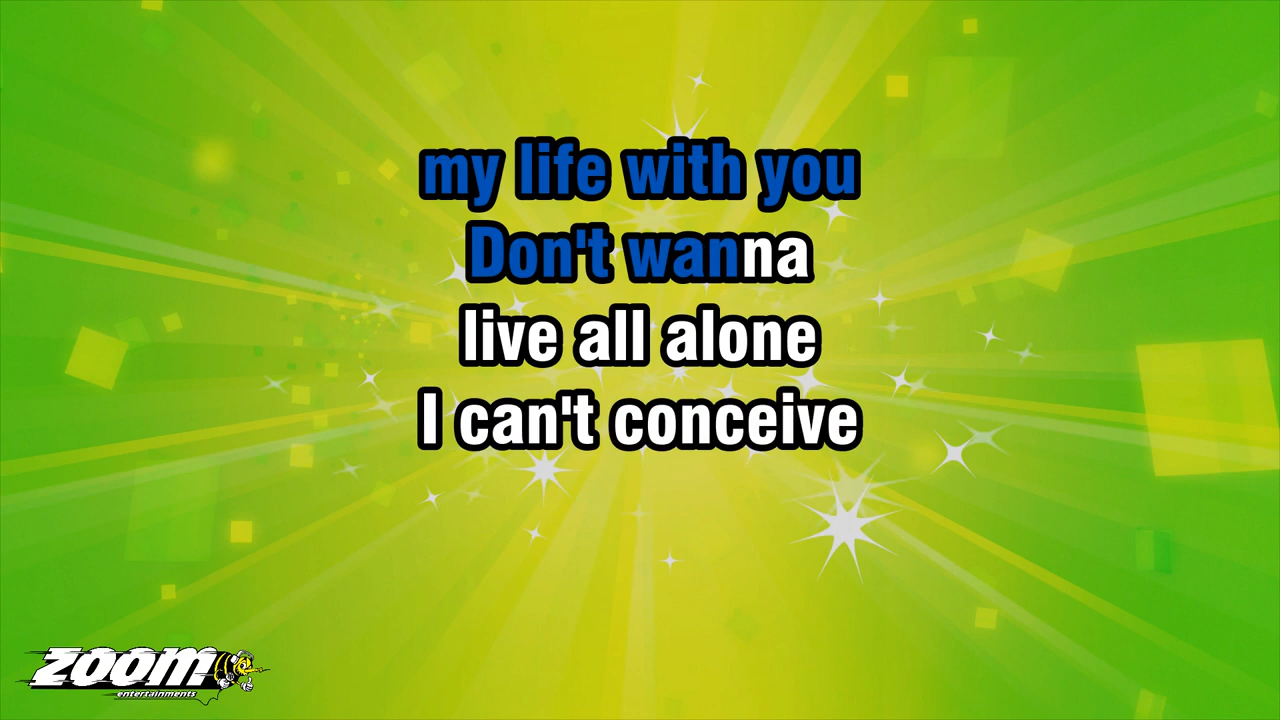 my life with you
Don't wanna
live all alone
I can't conceive
ZOOM
entertainments